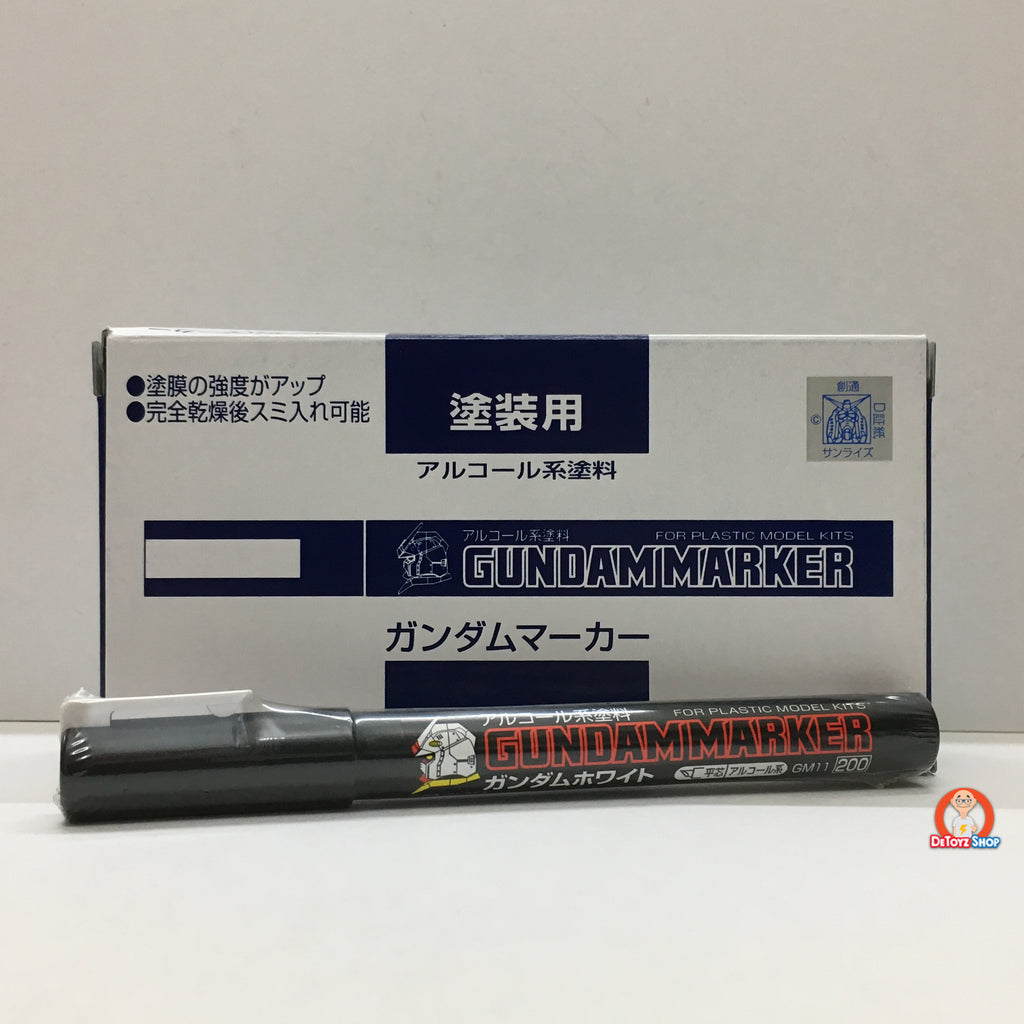 ●塗膜の強度がアップ
●完全乾燥後スミ入れ可能
塗装用
アルコール系塗料
創通
©
サンライズ
アルコール系塗料
FOR PLASTIC MODEL KITS
GUNDAMMARKER
ガンダムマーカー
アルコール系塗料
FOR PLASTIC MODEL KITS
GUNDAMMARKER
ガンダムホワイト 平芯 アルコール系 GM11 200
DETOYZ SHOP